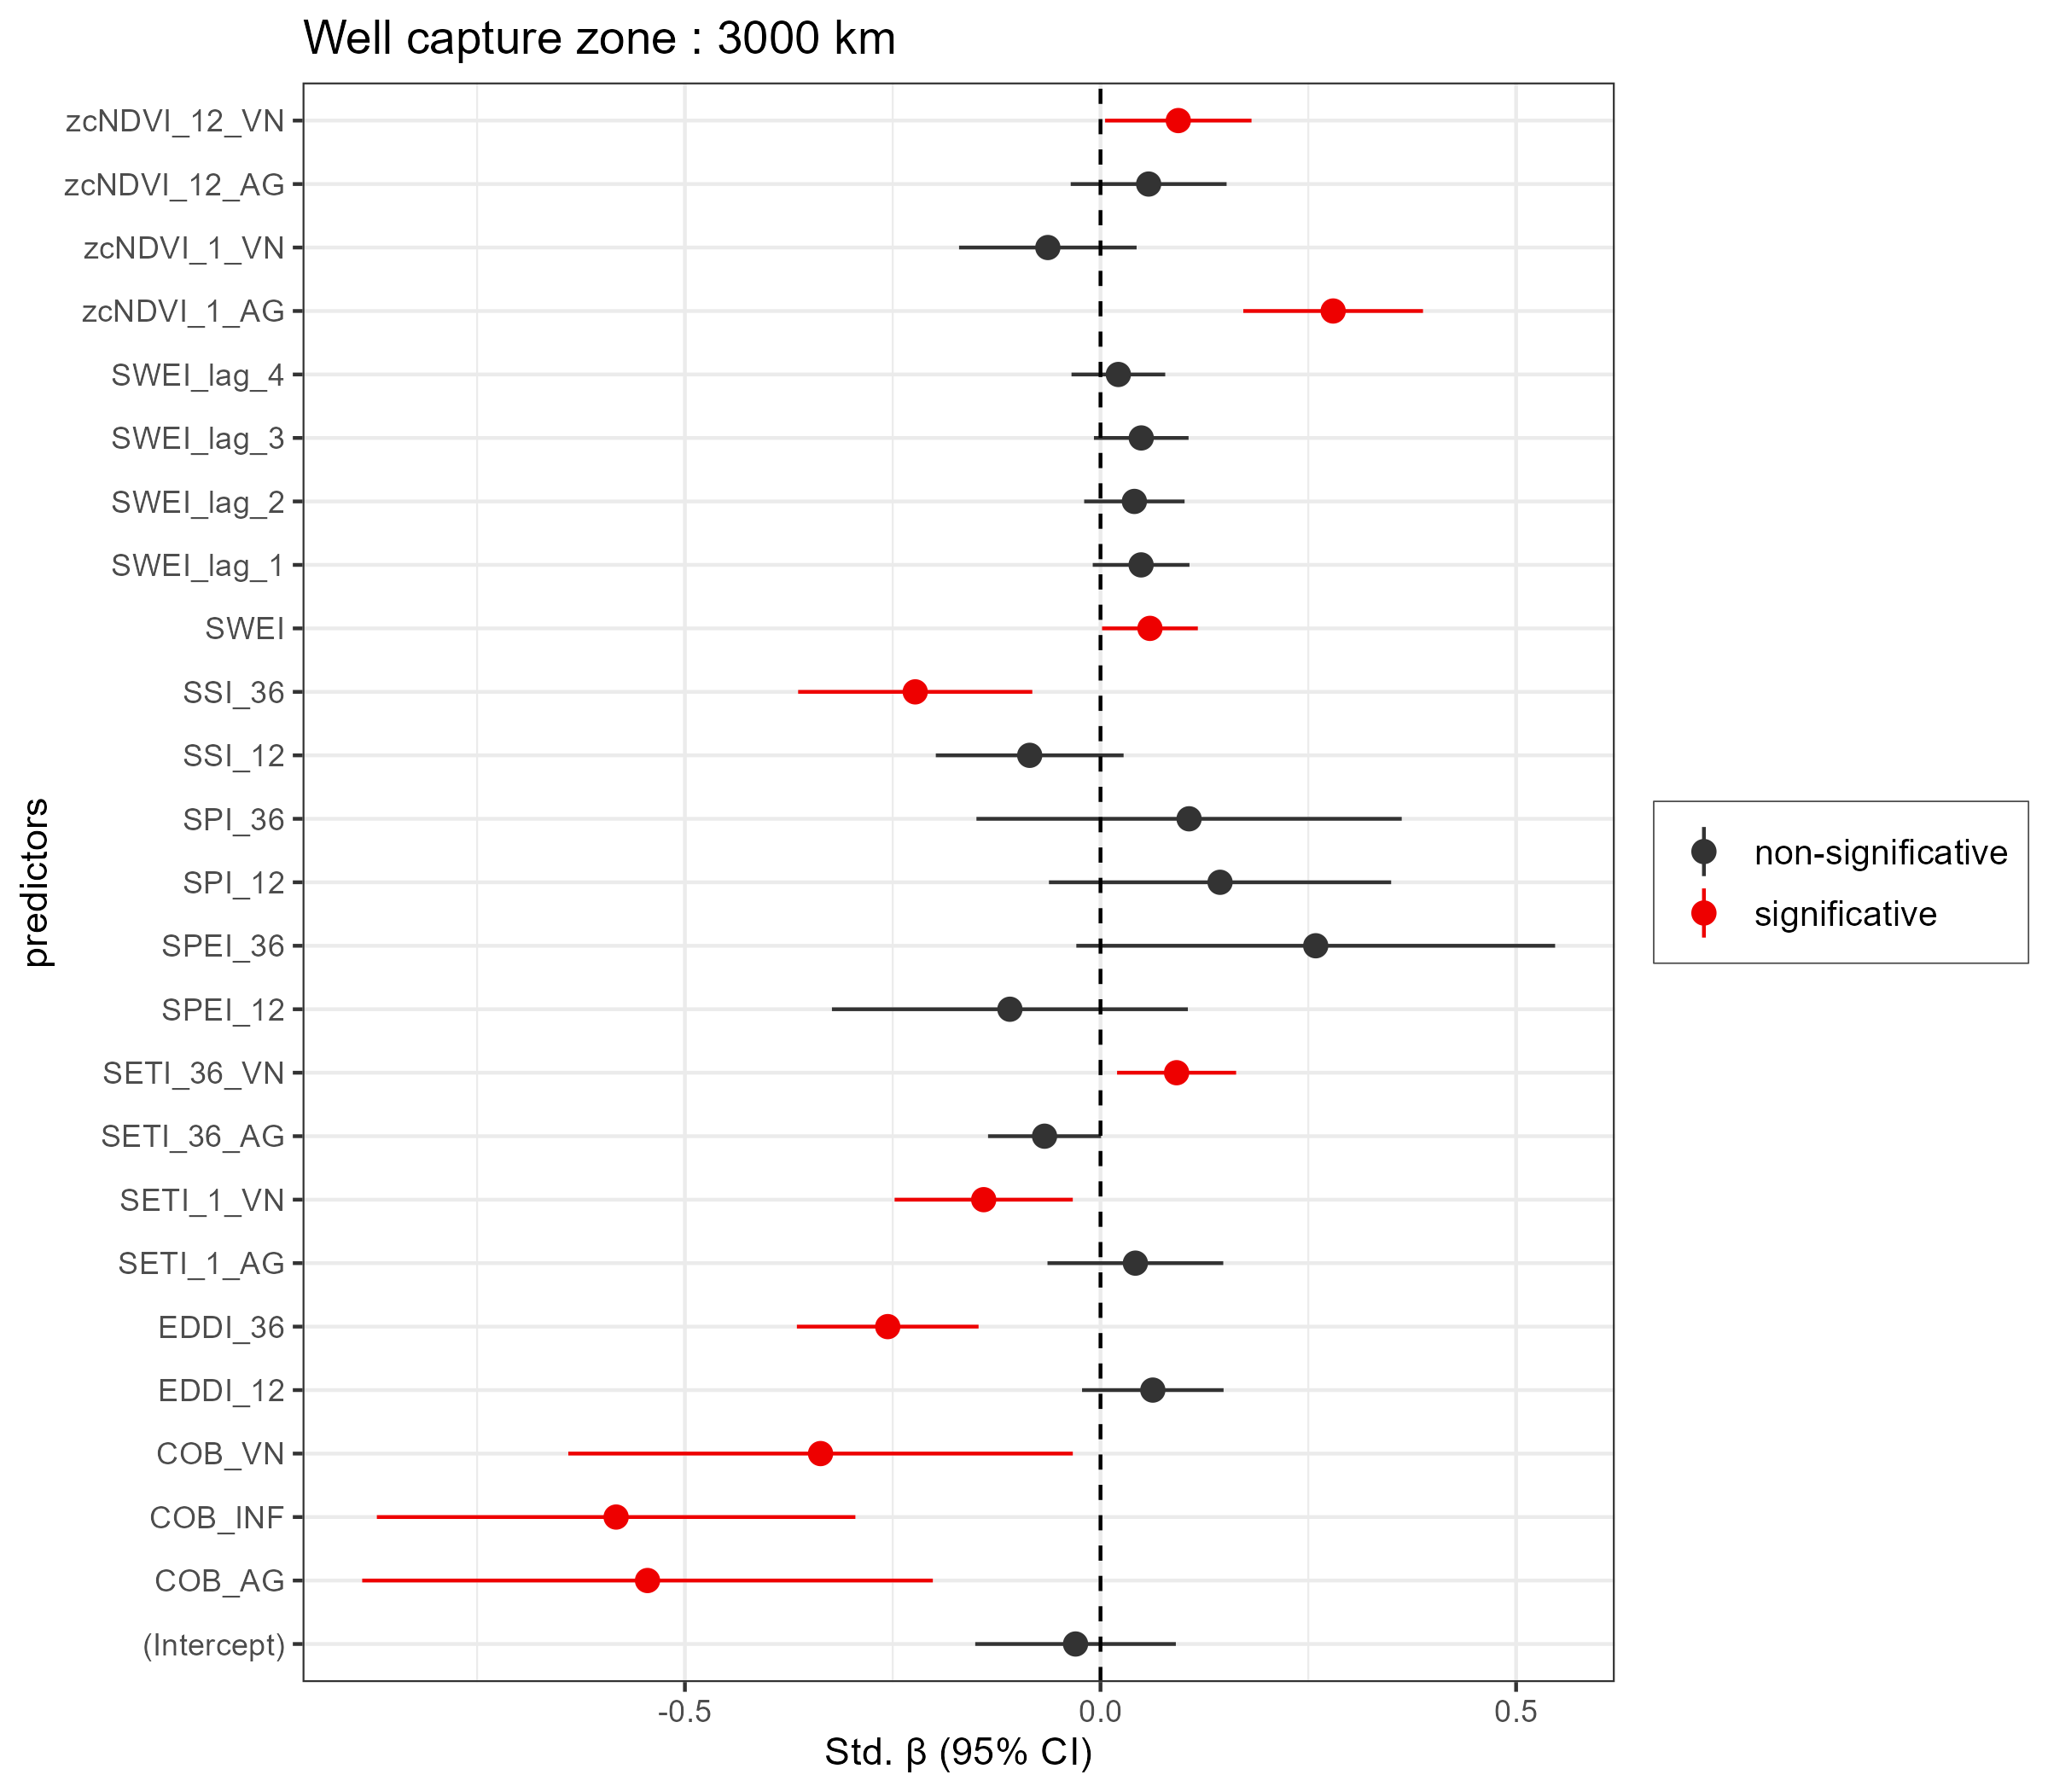 Well capture zone : 3000 km
zcNDVI_12_VN
zcNDVI_12_AG
zcNDVI_1_VN
zcNDVI_1_AG
SWEI_lag_4
SWEI_lag_3
SWEI_lag_2
SWEI_lag_1
SWEI
SSI_36
SSI_12
SPI_36
SPI_12
SPEI_36
SPEI_12
SETI_36_VN
SETI_36_AG
SETI_1_VN
SETI_1_AG
EDDI_36
EDDI_12
COB_VN
COB_INF
COB_AG
(Intercept)
predictors
-0.5 0.0 0.5
Std. β (95% CI)
non-significative
significative